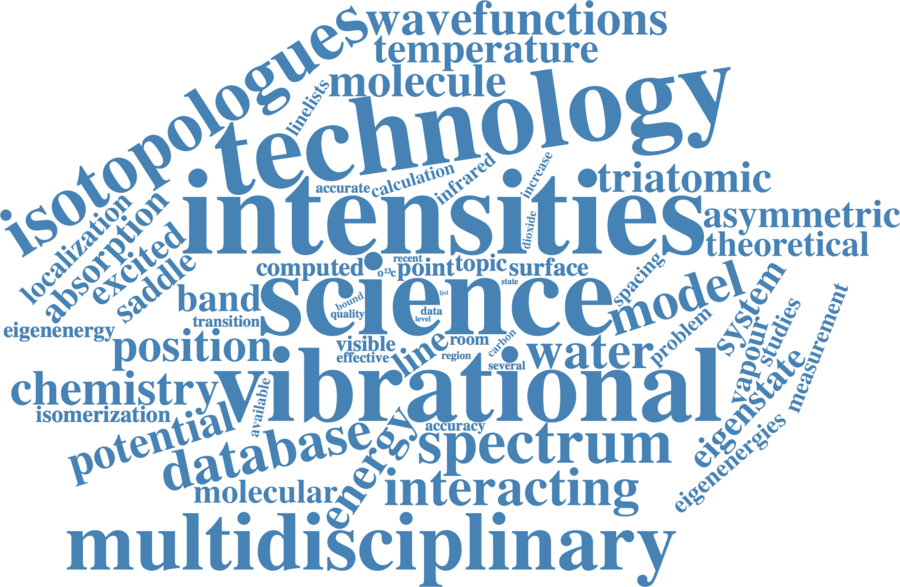 wavefunctions
temperature
isotopologues
molecule
linelists
technology
accurate
calculation
infrared
increase
triatomic
intensities
dioxide
asymmetric
theoretical
localization
absorption
excited
saddle
computed
recent
point
topic
surface
state
spacing
science
band
transition
bound
quality
list
data
level
model
system
eigenenergy
position
visible
effective
line
room
region
carbon
several
water
problem
vapour
studies
measurement
chemistry
isomerization
vibrational
available
potential
database
energy
accuracy
spectrum
eigenstate
eigenenergies
molecular
interacting
multidisciplinary